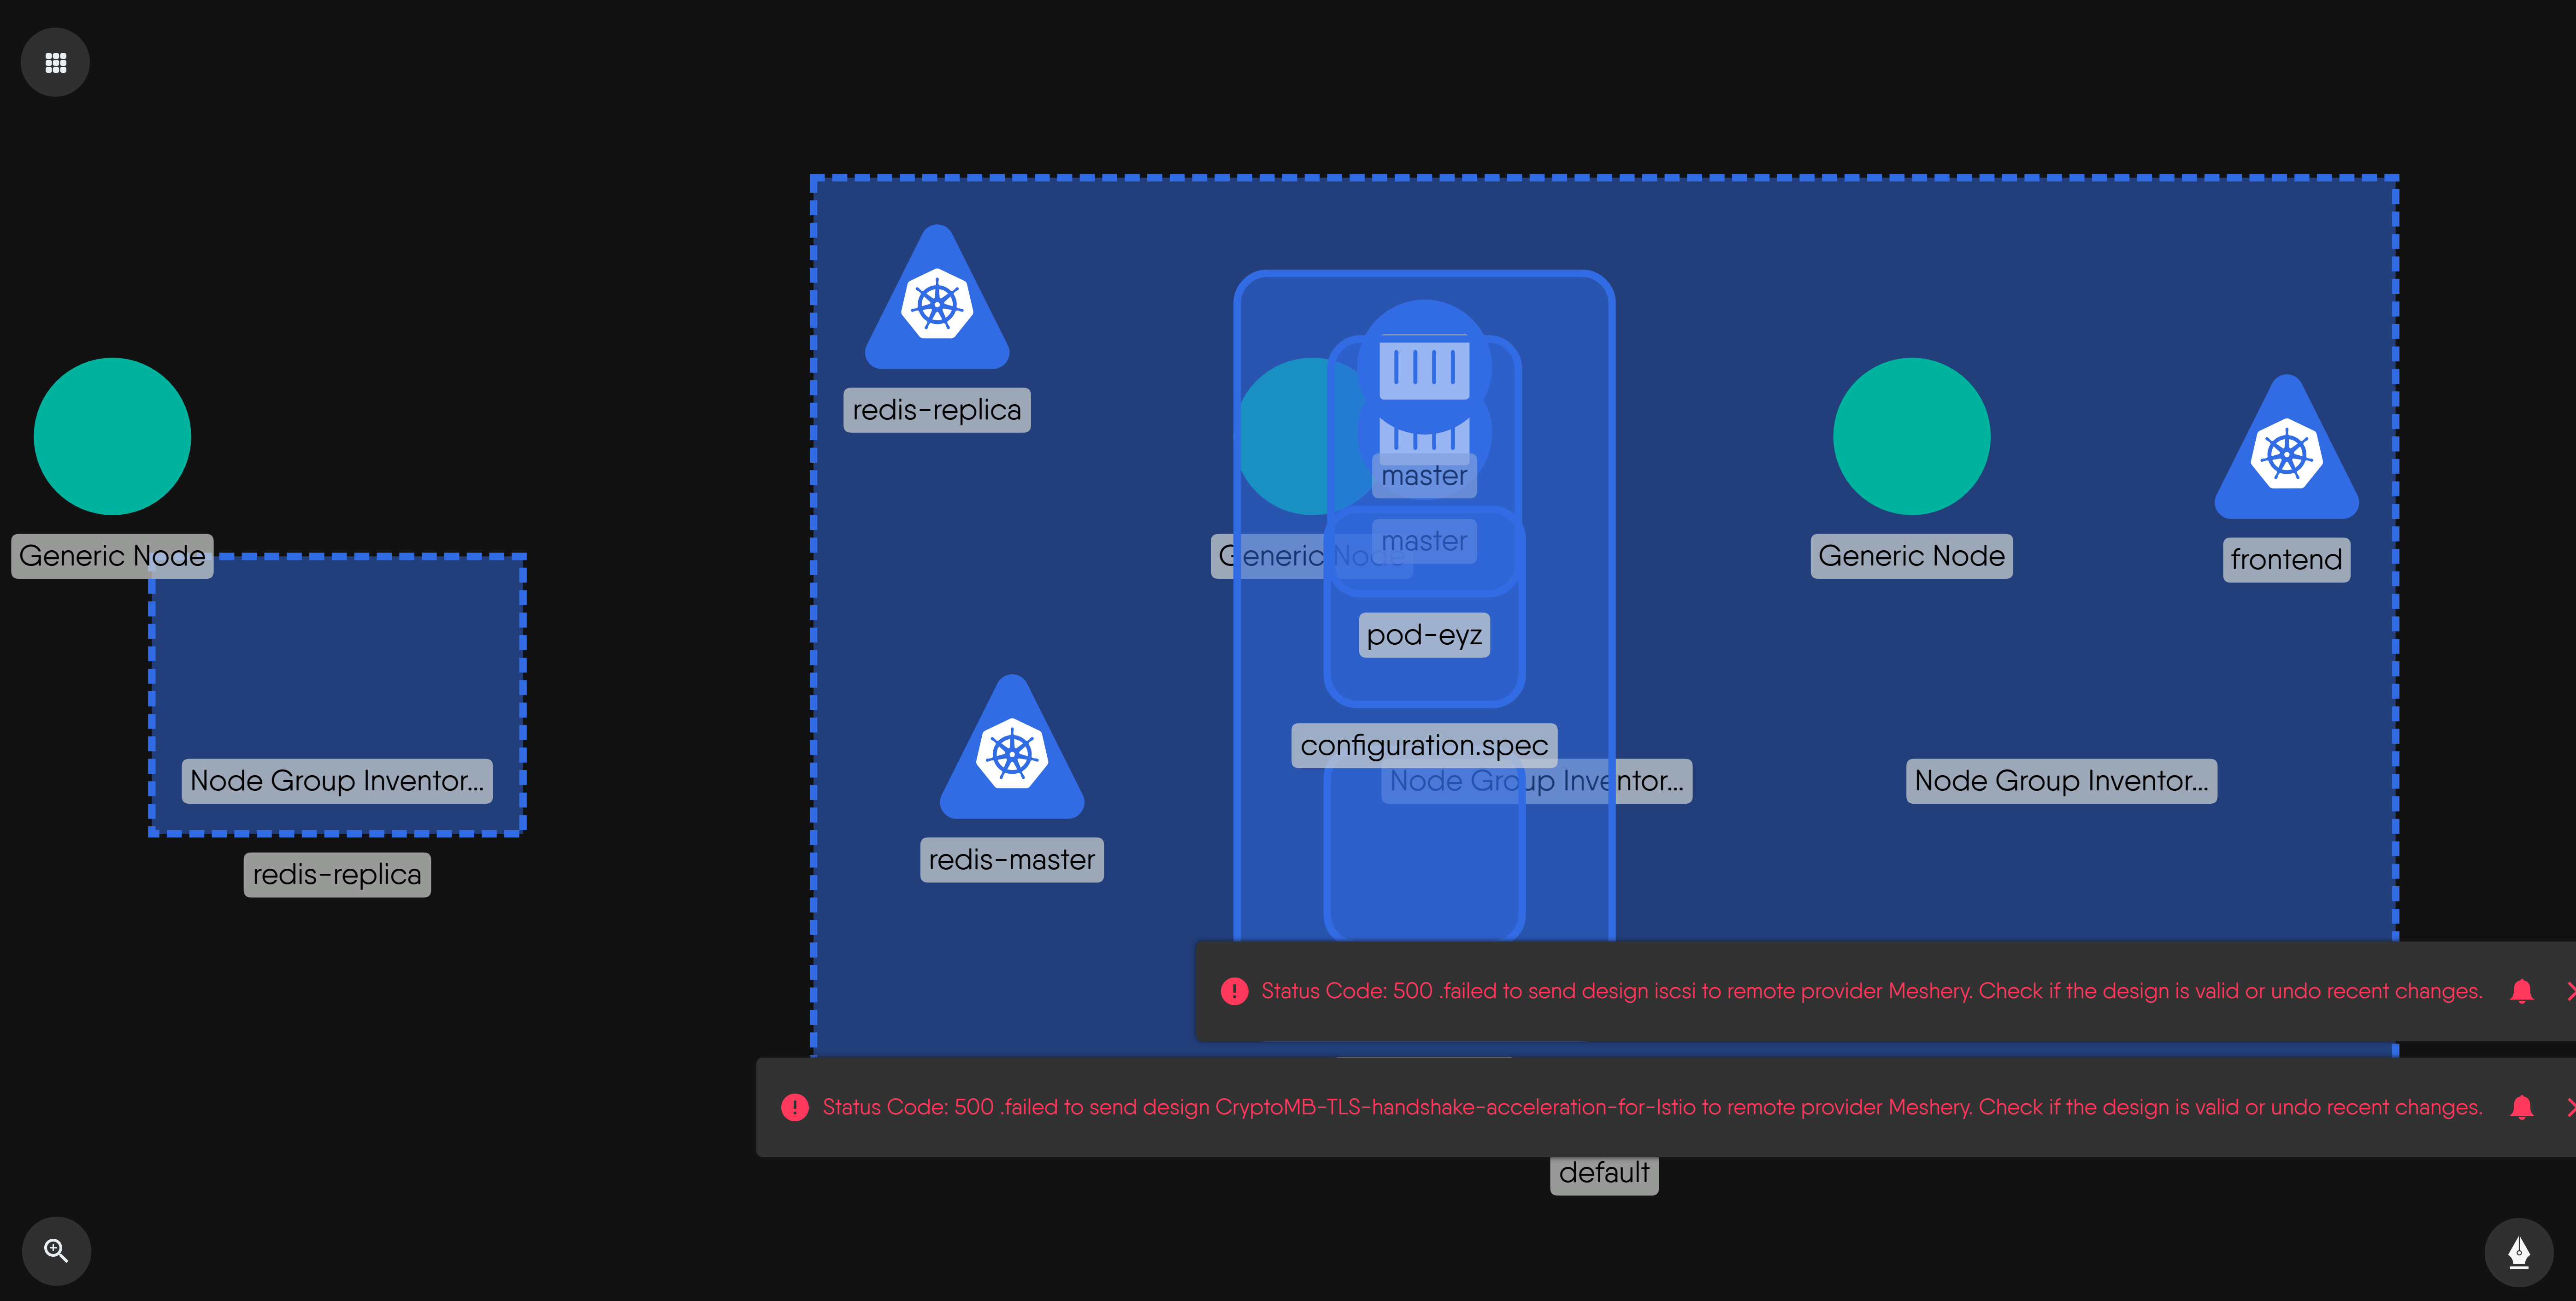 redis-replica
master
master
Generic Node
Generic Node
Generic Node
frontend
pod-eyz
configuration.spec
Node Group Inventor...
Node Group Inventor...
Node Group Inventor...
redis-master
redis-replica
Status Code: 500 .failed to send design iscsi to remote provider Meshery. Check if the design is valid or undo recent changes.
Status Code: 500 .failed to send design CryptoMB-TLS-handshake-acceleration-for-Istio to remote provider Meshery. Check if the design is valid or undo recent changes.
default